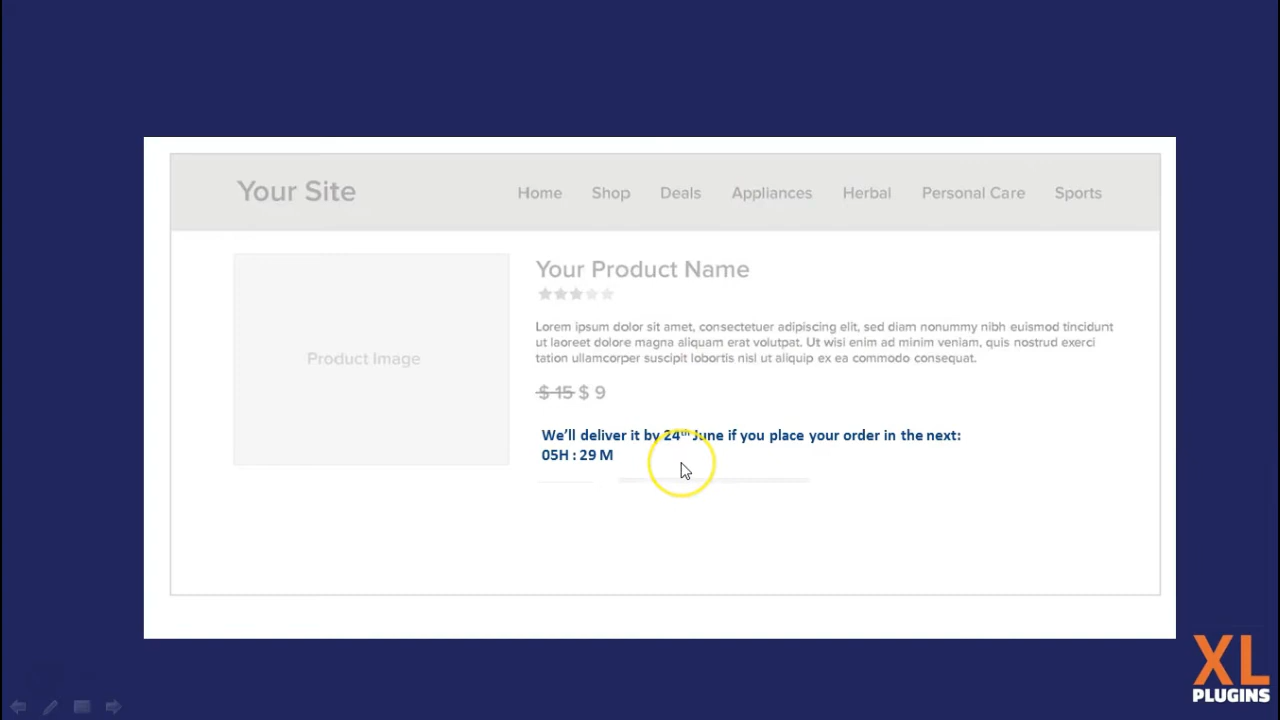 Your Site
Home Shop Deals Appliances Herbal Personal Care Sports
Your Product Name
Product Image
Lorem ipsum dolor sit amet, consectetuer adipiscing elit, sed diam nonummy nibh euismod tincidunt
ut laoreet dolore magna aliquam erat volutpat. Ut wisi enim ad minim veniam, quis nostrud exerci
tation ullamcorper suscipit lobortis nisl ut aliquip ex ea commodo consequat.
$ 15 $ 9
We'll deliver it by 24th June if you place your order in the next:
05H : 29 M
XL
PLUGINS